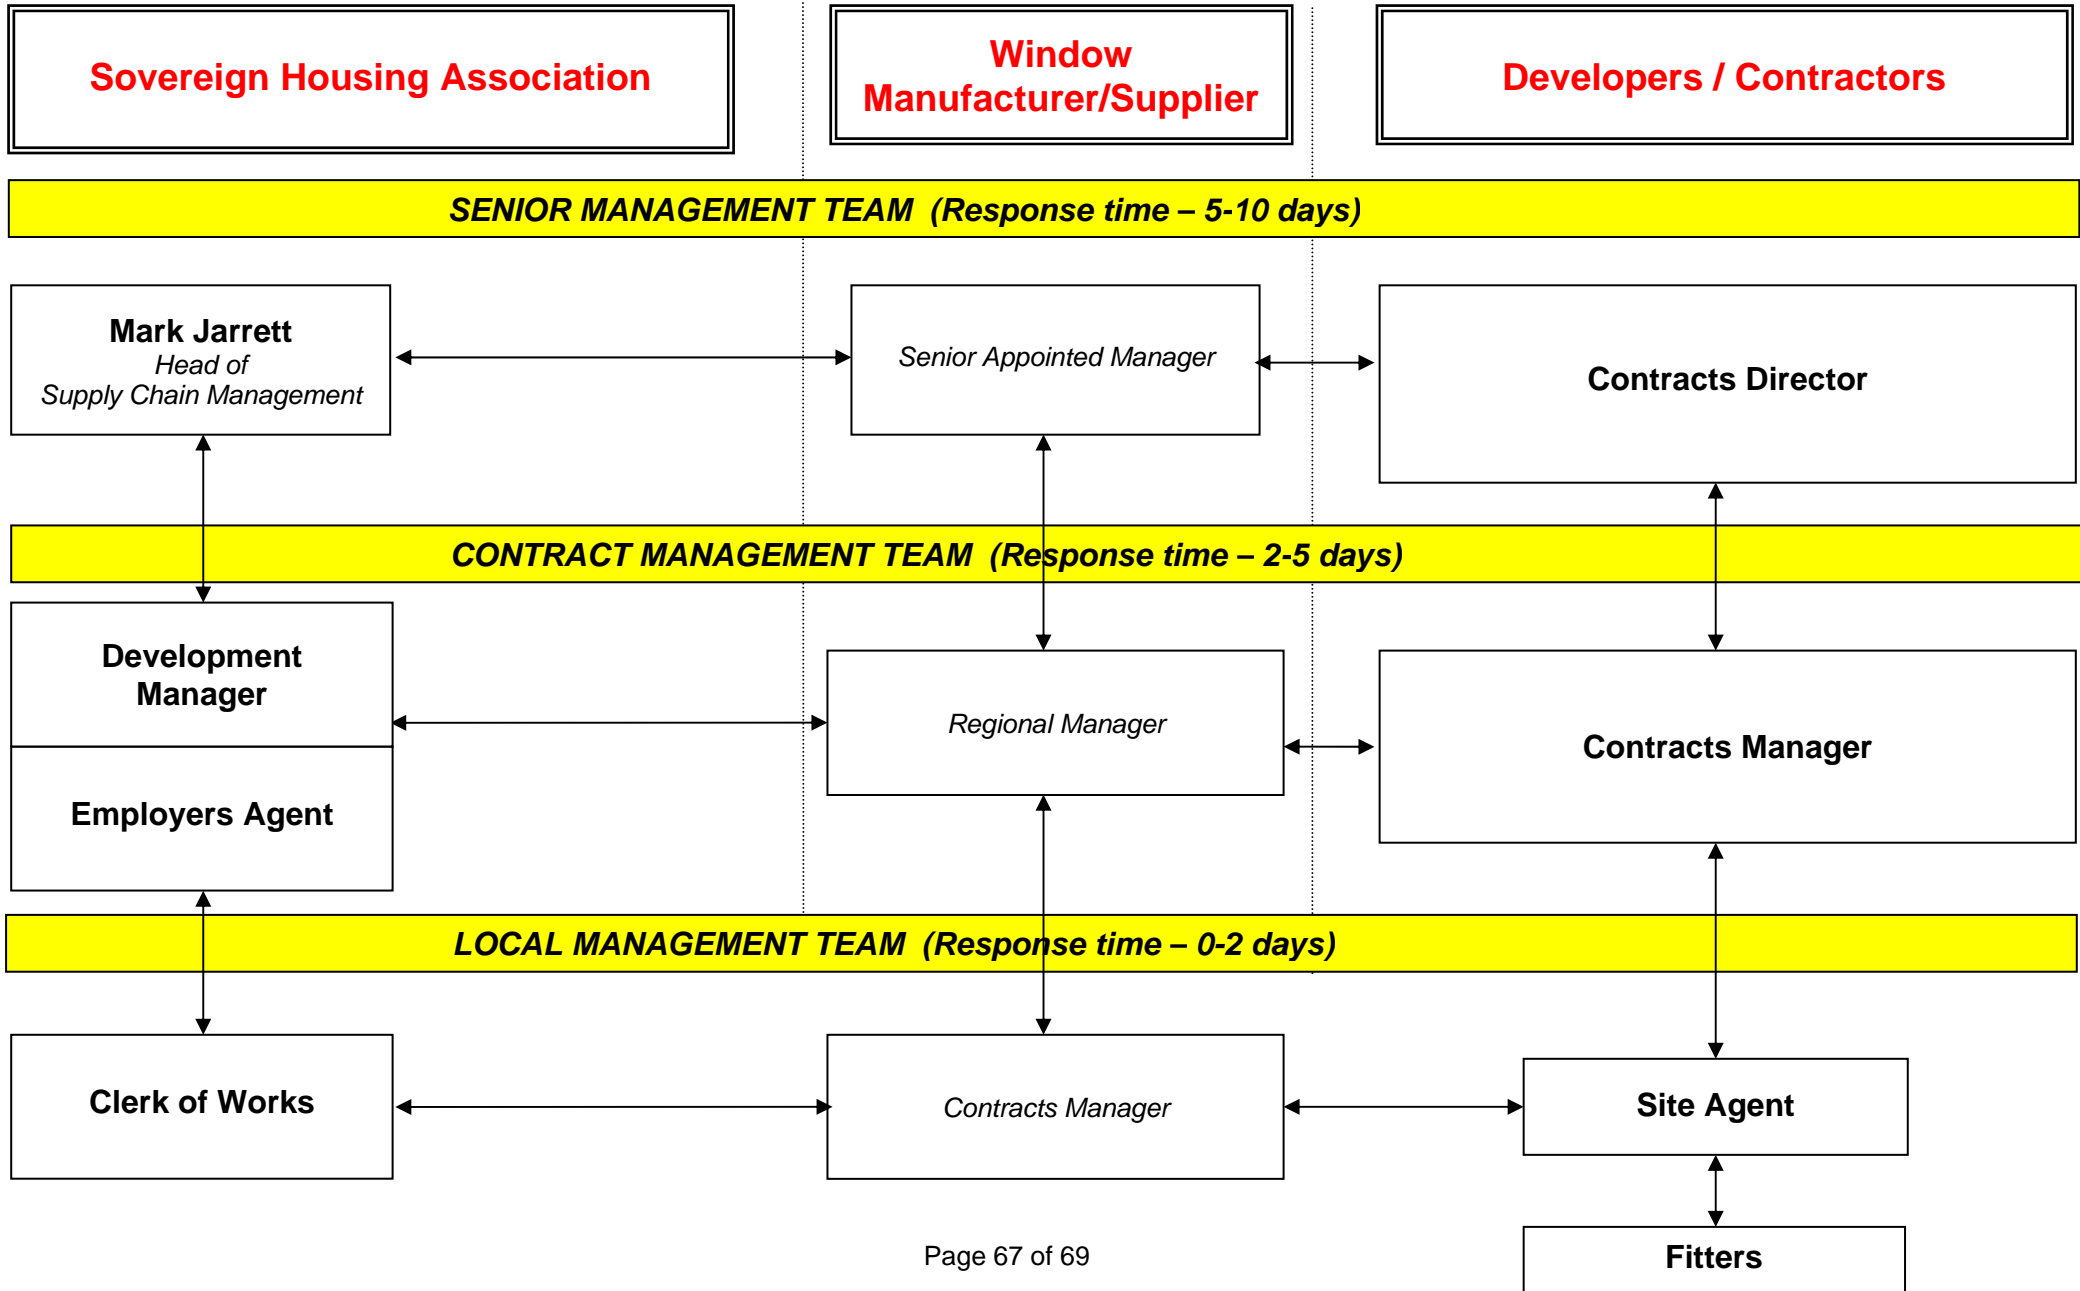 Sovereign Housing Association
Window
Manufacturer/Supplier
Developers / Contractors
SENIOR MANAGEMENT TEAM  (Response time – 5-10 days)
Mark Jarrett
Head of
Supply Chain Management
Senior Appointed Manager
Contracts Director
CONTRACT MANAGEMENT TEAM  (Response time – 2-5 days)
Development
Manager
Employers Agent
Regional Manager
Contracts Manager
LOCAL MANAGEMENT TEAM  (Response time – 0-2 days)
Clerk of Works
Contracts Manager
Site Agent
Fitters
Page 67 of 69